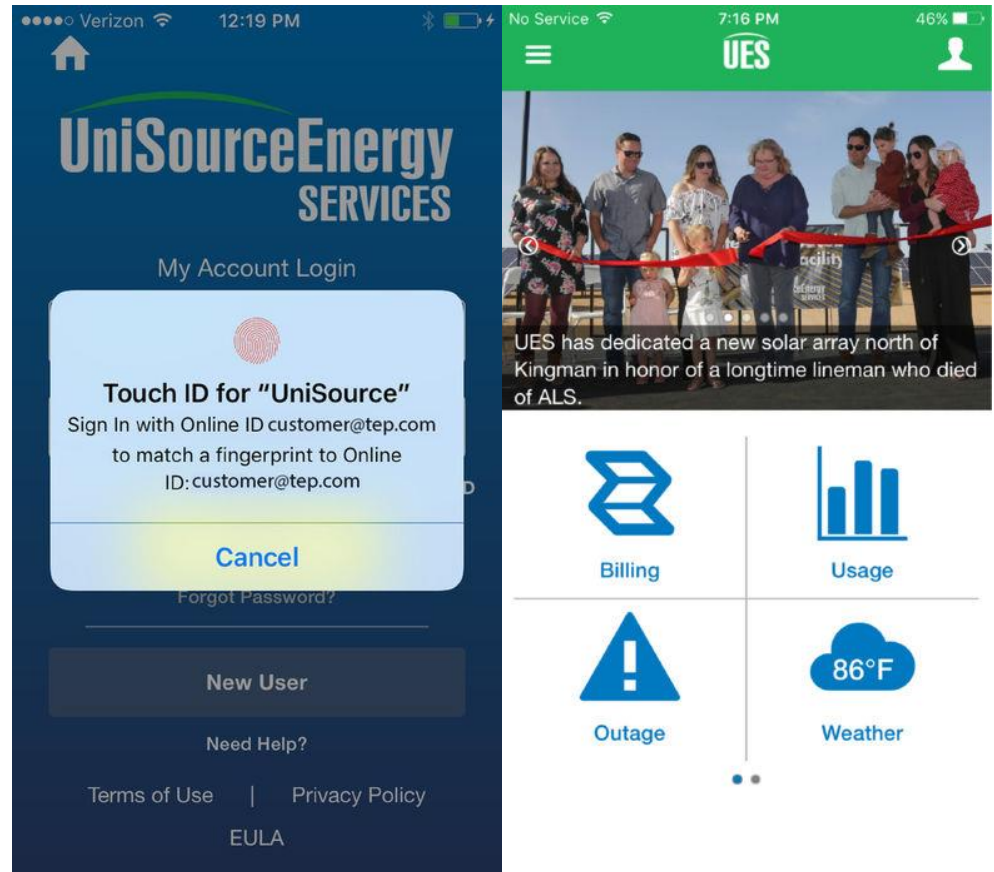 Verizon 12:19 PM
UniSourceEnergy
SERVICES
My Account Login
Touch ID for “UniSource”
Sign In with Online ID customer@tep.com
to match a fingerprint to Online
ID: customer@tep.com
D
Cancel
Forgot Password?
New User
Need Help?
Terms of Use | Privacy Policy
EULA
No Service 7:16 PM 46%
UES
acility
SERVICES
UES has dedicated a new solar array north of
Kingman in honor of a longtime lineman who died
of ALS.
Billing
Usage
Outage
86°F
Weather